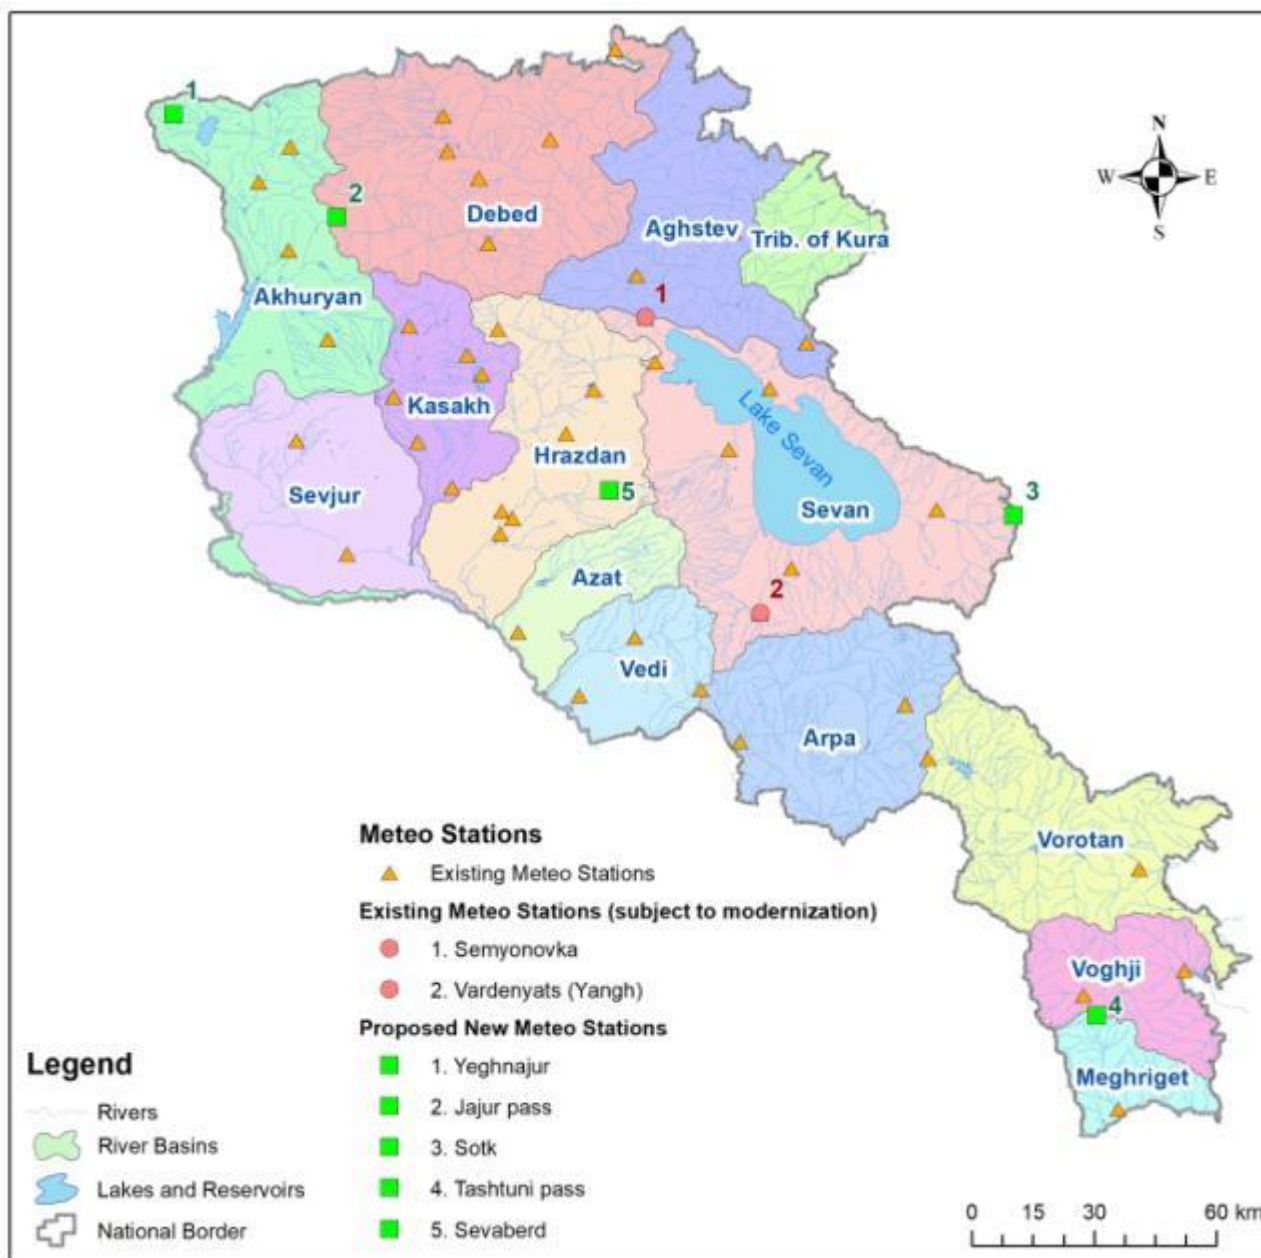 N
W E
S
1
2
Debed
Aghstev
Trib. of Kura
1
Akhuryan
Kasakh
Lake Sevan
Hrazdan
5
Sevjur
Sevan
3
Azat
2
Vedi
Arpa
Vorotan
Voghji
4
Meghriget
Meteo Stations
Existing Meteo Stations
Existing Meteo Stations (subject to modernization)
1. Semyonovka
2. Vardenyats (Yangh)
Proposed New Meteo Stations
1. Yeghnajur
2. Jajur pass
3. Sotk
4. Tashtuni pass
5. Sevaberd
Legend
Rivers
River Basins
Lakes and Reservoirs
National Border
0 15 30 60 km